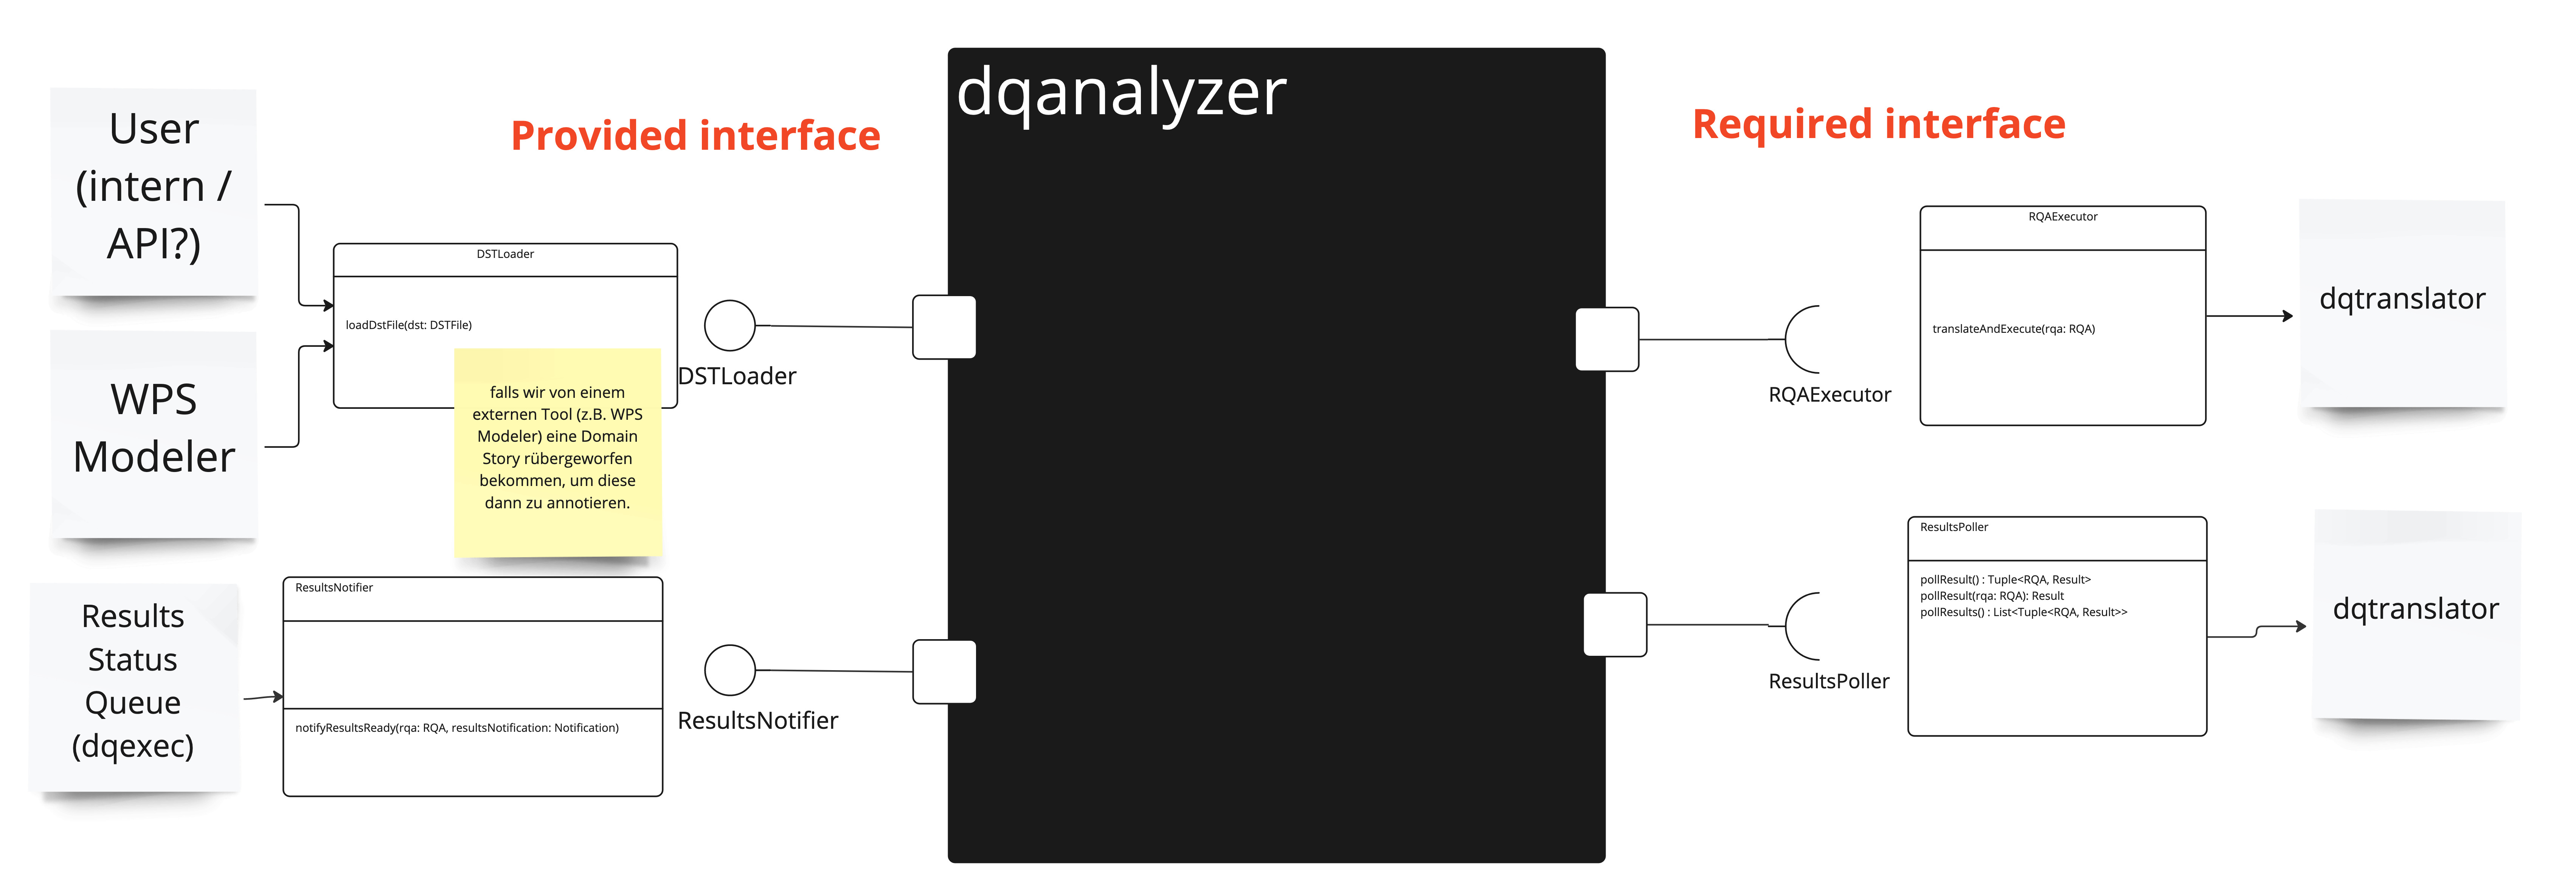 dqanalyzer
Provided interface
Required interface
User
(intern /
API?)
WPS
Modeler
DSTLoader
loadDstFile(dst: DSTFile)
falls wir von einem
externen Tool (z.B. WPS
Modeler) eine Domain
Story rübergeworfen
bekommen, um diese
dann zu annotieren.
DSTLoader
Results
Status
Queue
(dqexec)
ResultsNotifier
notifyResultsReady(rqa: RQA, resultsNotification: Notification)
ResultsNotifier
RQAExecutor
RQAExecutor
translateAndExecute(rqa: RQA)
dqtranslator
ResultsPoller
ResultsPoller
pollResult() : Tuple<RQA, Result>
pollResult(rqa: RQA): Result
pollResults() : List<Tuple<RQA, Result>>
dqtranslator